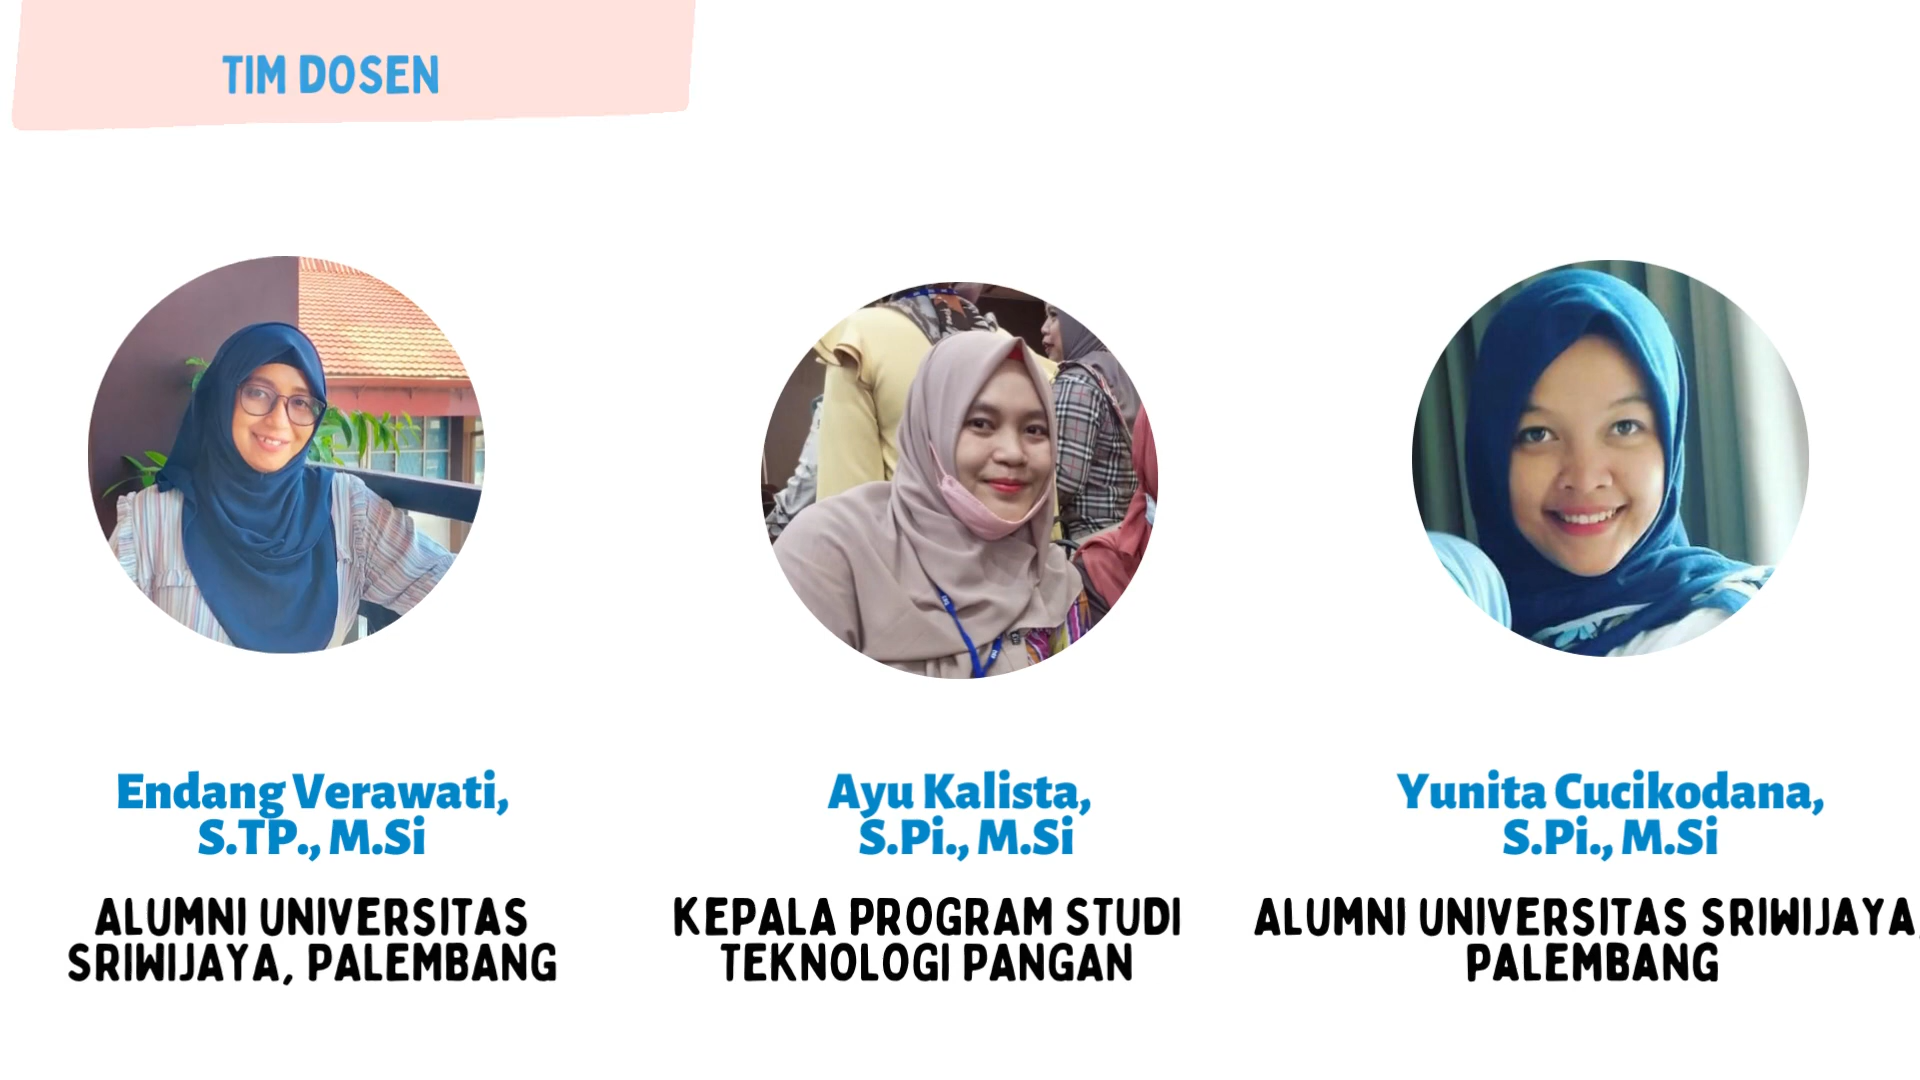 TIM DOSEN
Endang Verawati,
S.TP., M.Si
ALUMNI UNIVERSITAS
SRIWIJAYA, PALEMBANG
Ayu Kalista,
S.Pi., M.Si
KEPALA PROGRAM STUDI
TEKNOLOGI PANGAN
Yunita Cucikodana,
S.Pi., M.Si
ALUMNI UNIVERSITAS SRIWIJAYA,
PALEMBANG